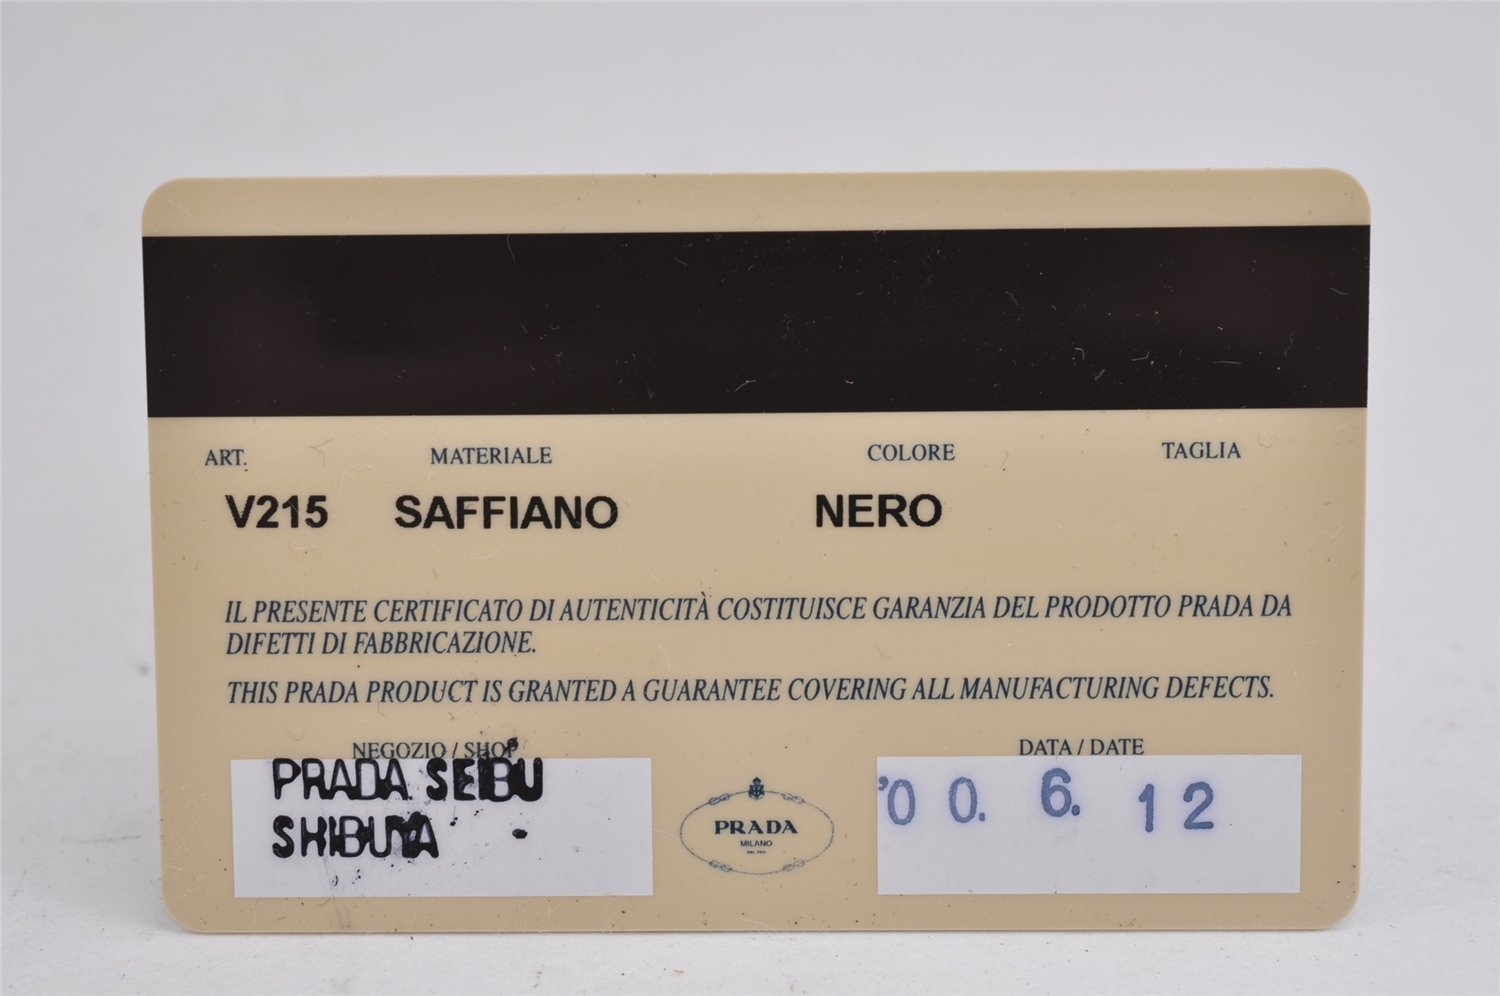 ART. MATERIALE COLORE TAGLIA
V215 SAFFIANO NERO
IL PRESENTE CERTIFICATO DI AUTENTICITÀ COSTITUISCE GARANZIA DEL PRODOTTO PRADA DA
DIFETTI DI FABBRICAZIONE.
THIS PRADA PRODUCT IS GRANTED A GUARANTEE COVERING ALL MANUFACTURING DEFECTS.
NEGOZIO / SHOP
PRADA SEIBU
SHIBUYA
PRADA
MILANO
DATA / DATE
'00. 6. 12